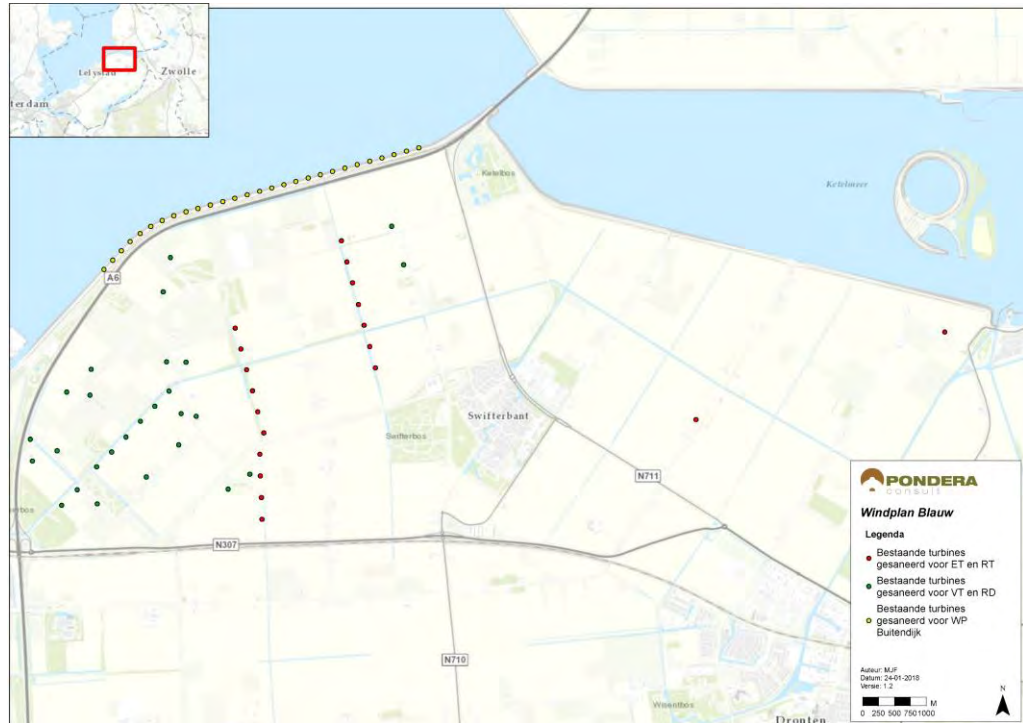 Lelystad
Zwolle
terdam
Ketelbos
Ketelmeer
A6
Swifterbant
Swifterbos
N711
erbos
N307
N710
Wisentbos
Dronten
PONDERA
consult
Windplan Blauw
Legenda
Bestaande turbines
gesaneerd voor ET en RT
Bestaande turbines
gesaneerd voor VT en RD
Bestaande turbines
gesaneerd voor WP
Buitendijk
Auteur: MJF
Datum: 24-01-2018
Versie: 1.2
N
M
0 250 500 750 1000